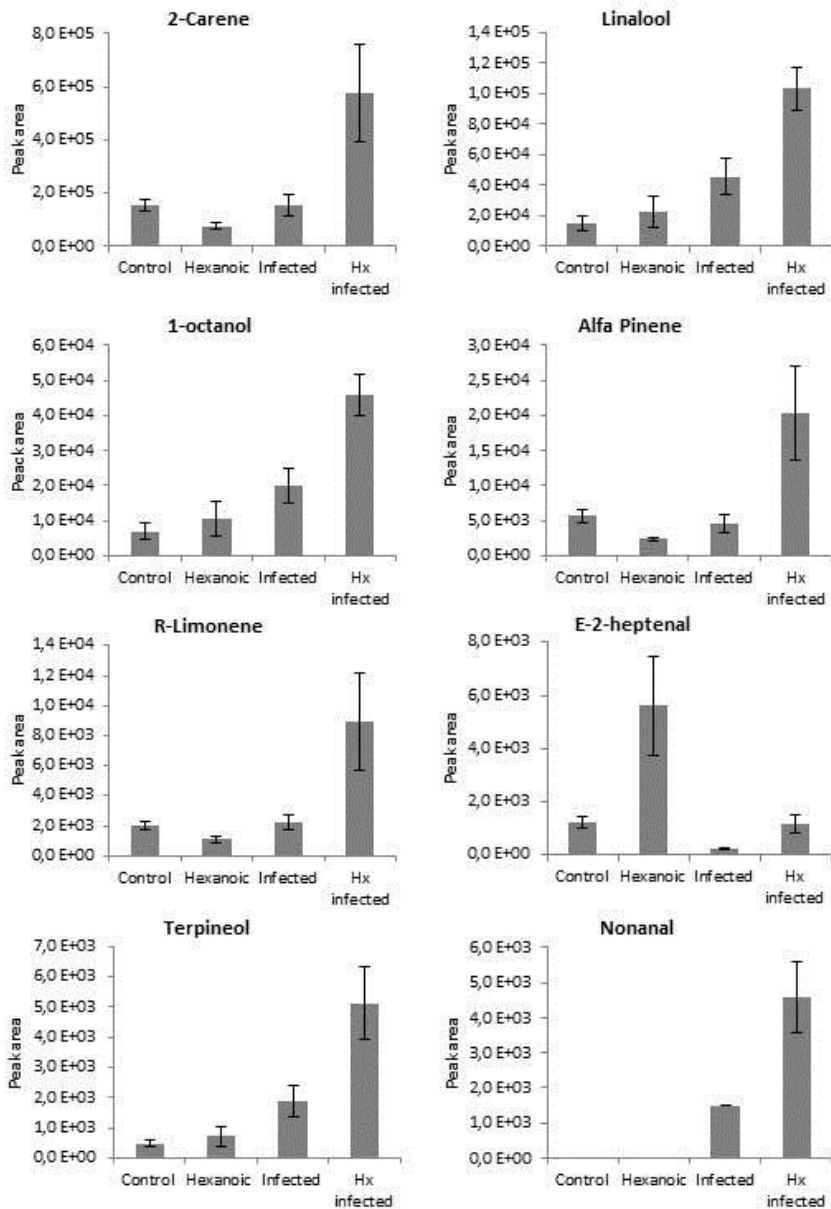 2-Carene
Peakarea
8,0 E+05
6,0 E+05
4,0 E+05
2,0 E+05
0,0 E+00
Control Hexanoic Infected Hx infected
Linalool
Peakarea
1,4 E+05
1,2 E+05
1,0 E+05
8,0 E+04
6,0 E+04
4,0 E+04
2,0 E+04
0,0 E+00
Control Hexanoic Infected Hx infected
1-octanol
Peackarea
6,0 E+04
5,0 E+04
4,0 E+04
3,0 E+04
2,0 E+04
1,0 E+04
0,0 E+00
Control Hexanoic Infected Hx infected
Alfa Pinene
Peakarea
3,0 E+04
2,5 E+04
2,0 E+04
1,5 E+04
1,0 E+04
5,0 E+03
0,0 E+00
Control Hexanoic Infected Hx infected
R-Limonene
Peakarea
1,4 E+04
1,2 E+04
1,0 E+04
8,0 E+03
6,0 E+03
4,0 E+03
2,0 E+03
0,0 E+00
Control Hexanoic Infected Hx infected
E-2-heptenal
Peakarea
8,0 E+03
6,0 E+03
4,0 E+03
2,0 E+03
0,0 E+00
Control Hexanoic Infected Hx infected
Terpineol
Peakarea
7,0 E+03
6,0 E+03
5,0 E+03
4,0 E+03
3,0 E+03
2,0 E+03
1,0 E+03
0,0 E+00
Control Hexanoic Infected Hx infected
Nonanal
Peakarea
6,0 E+03
5,0 E+03
4,0 E+03
3,0 E+03
2,0 E+03
1,0 E+03
0,0 E+00
Control Hexanoic Infected Hx infected